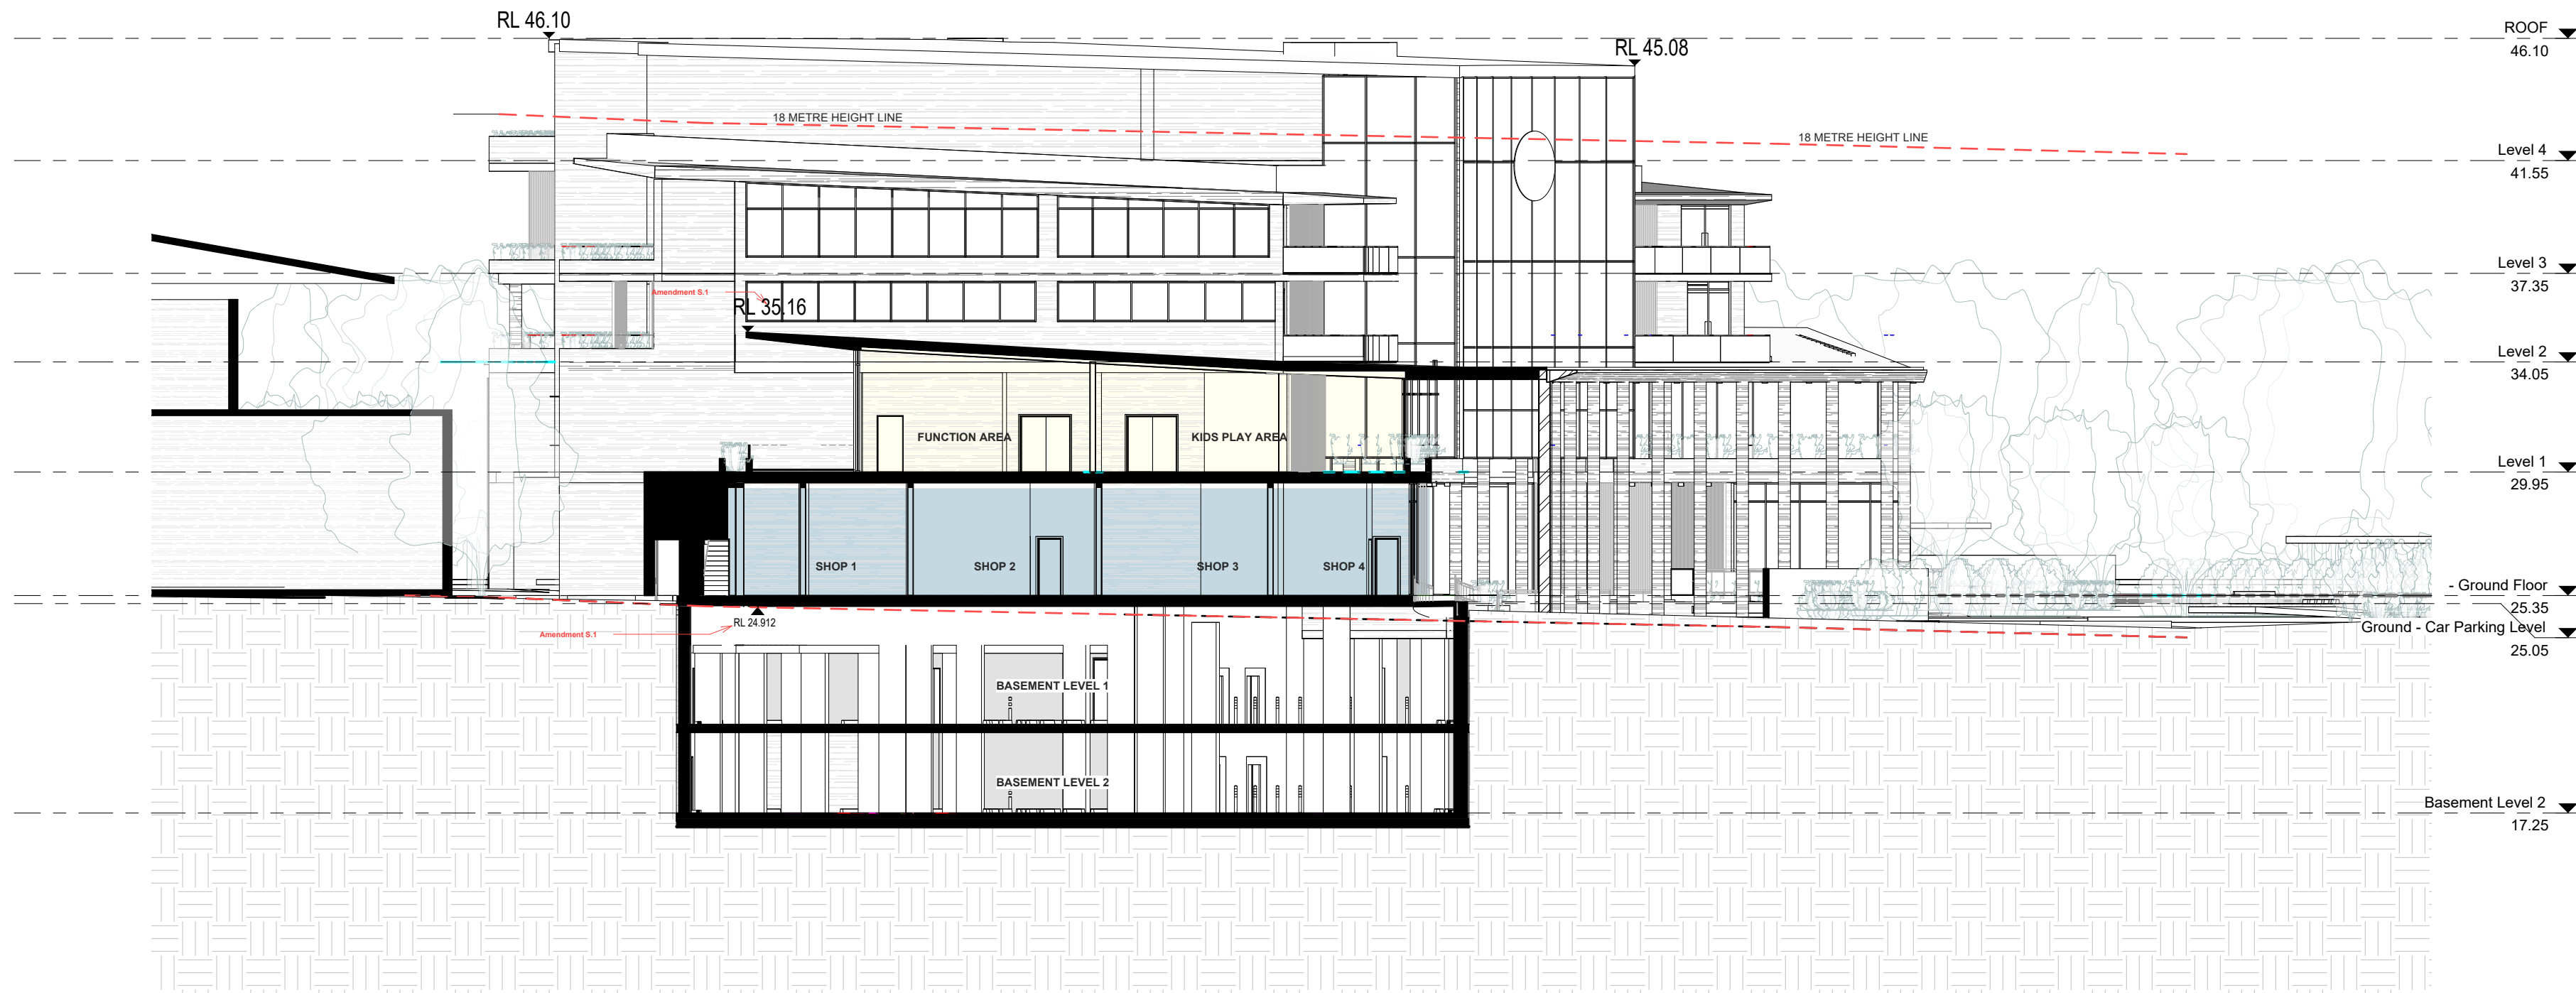 RL 46.10
ROOF
46.10
RL 45.08
18 METRE HEIGHT LINE
18 METRE HEIGHT LINE
Level 4
41.55
Level 3
37.35
Amendment S.1
RL 35.16
Level 2
34.05
FUNCTION AREA
KIDS PLAY AREA
Level 1
29.95
SHOP 1
SHOP 2
SHOP 3
SHOP 4
- Ground Floor
25.35
RL 24.912
Amendment S.1
Ground - Car Parking Level
25.05
BASEMENT LEVEL 1
BASEMENT LEVEL 2
Basement Level 2
17.25